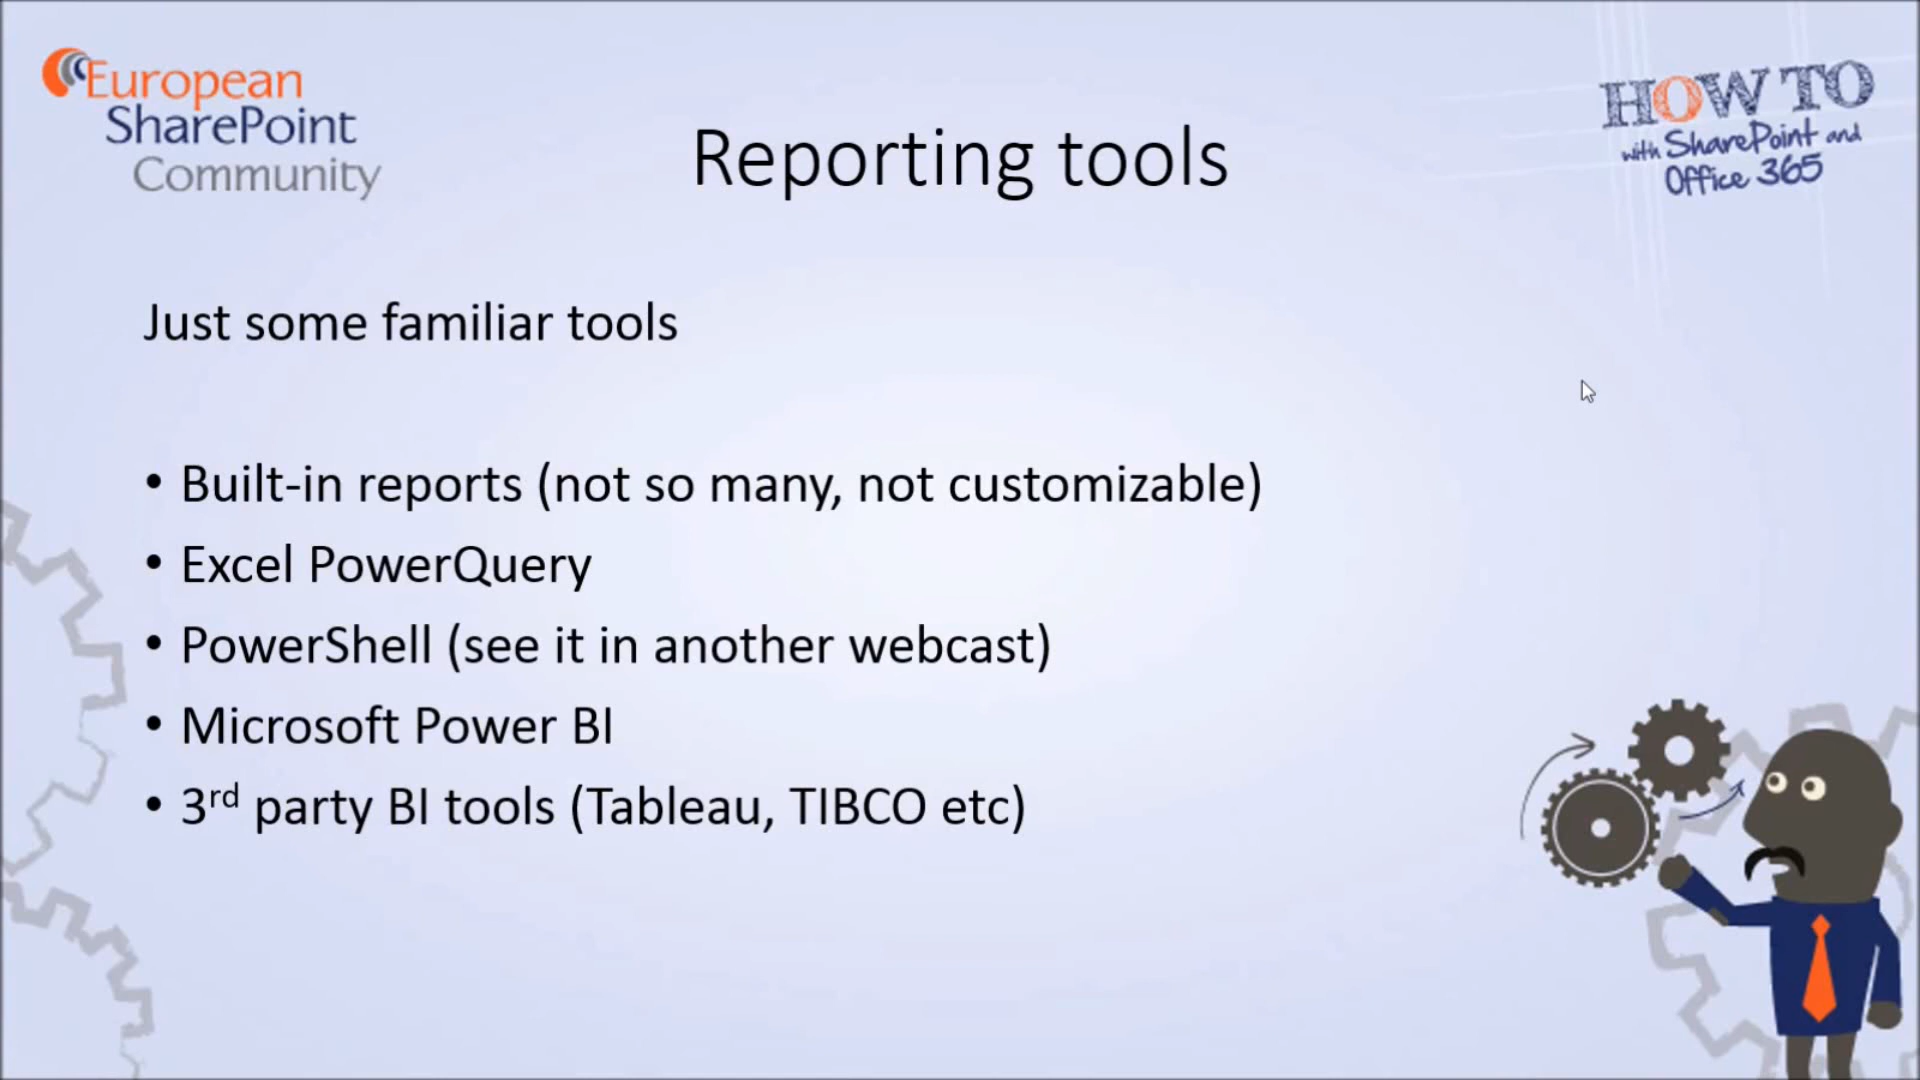 European
SharePoint
Community
HOW TO
with SharePoint and
Office 365
Reporting tools
Just some familiar tools
• Built-in reports (not so many, not customizable)
• Excel PowerQuery
• PowerShell (see it in another webcast)
• Microsoft Power BI
• 3rd party BI tools (Tableau, TIBCO etc)